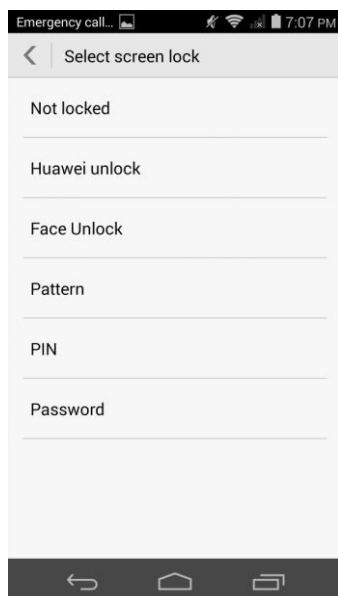 Emergency call... 7:07 PM
Select screen lock
Not locked
Huawei unlock
Face Unlock
Pattern
PIN
Password